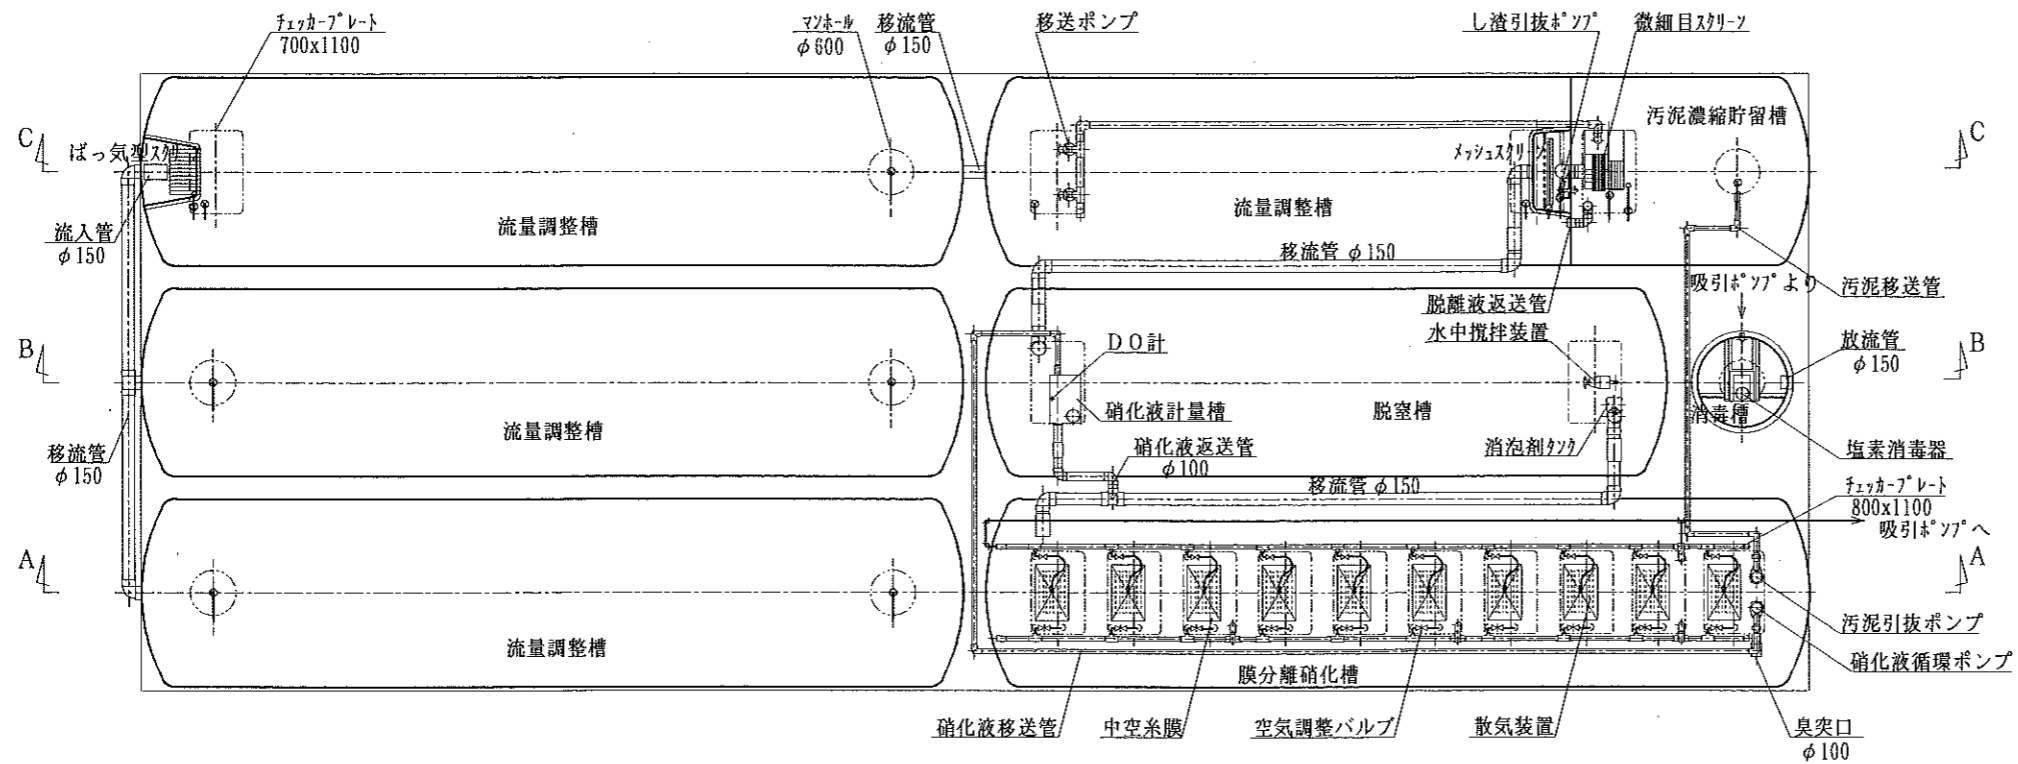 ﾁｪｯｶｰﾌﾟﾚｰﾄ
700x1100
ﾏﾝﾎｰﾙ
φ600
移流管
φ150
移送ポンプ
し渣引抜ﾎﾟﾝﾌﾟ
微細目ｽｸﾘｰﾝ
汚泥濃縮貯留槽
C
C
ばっ気型ｽｸﾘ
ﾒｯｼｭｽｸﾘｰﾝ
流量調整槽
流量調整槽
流入管
φ150
移流管 φ150
吸引ﾎﾟﾝﾌﾟより
汚泥移送管
脱離液返送管
水中撹拌装置
DO計
放流管
φ150
B
B
硝化液計量槽
脱窒槽
消毒槽
流量調整槽
移流管
φ150
硝化液返送管
φ100
消泡剤ﾀﾝｸ
塩素消毒器
移流管 φ150
ﾁｪｯｶｰﾌﾟﾚｰﾄ
800x1100
吸引ﾎﾟﾝﾌﾟへ
A
A
汚泥引抜ポンプ
流量調整槽
硝化液循環ポンプ
膜分離硝化槽
硝化液移送管
中空糸膜
空気調整バルブ
散気装置
臭突口
φ100